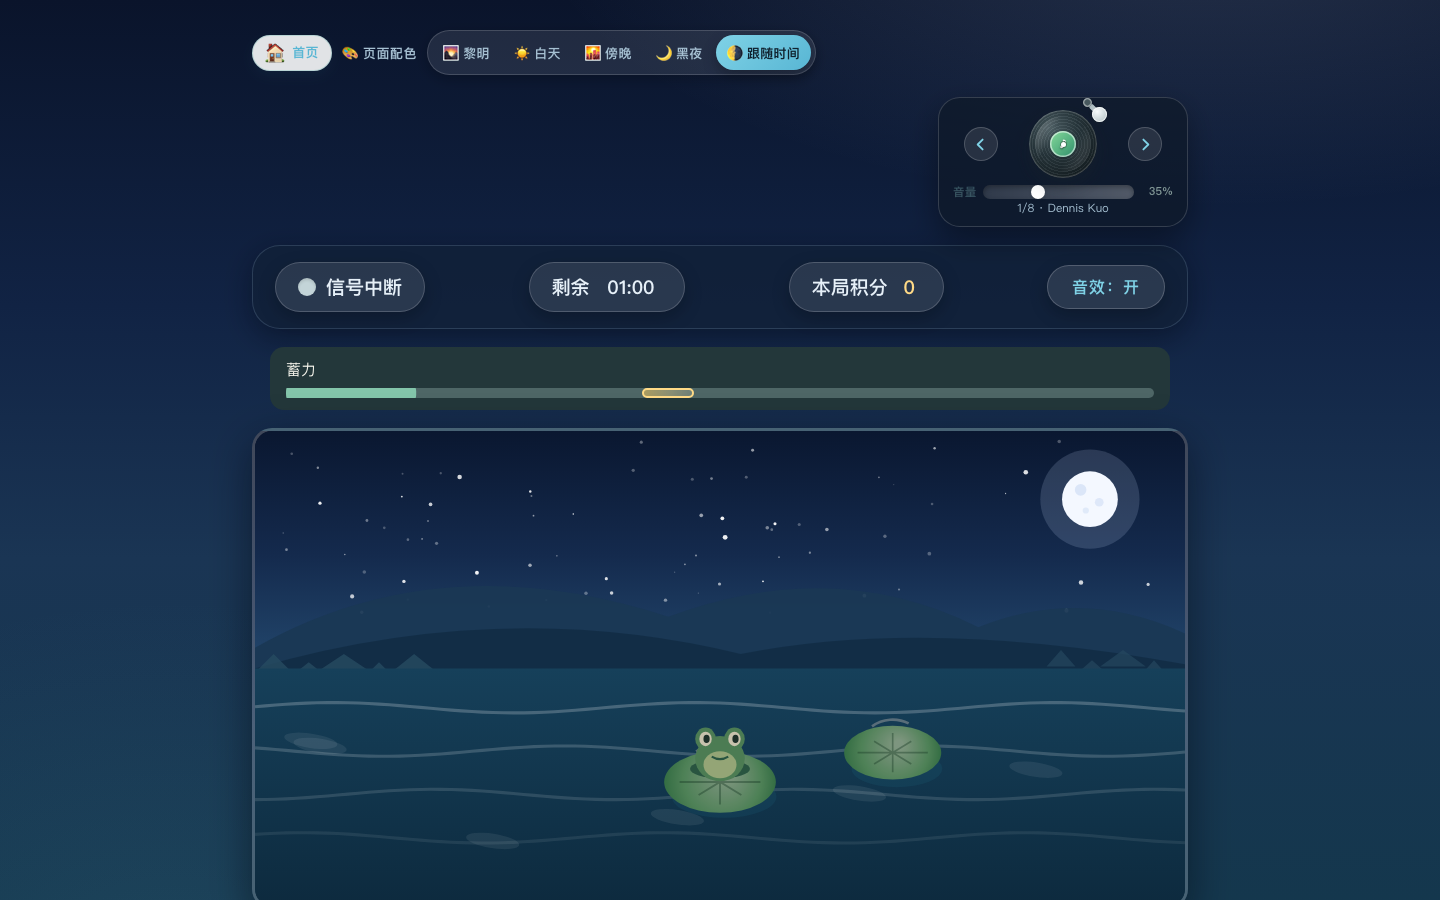 首页
页面配色
黎明
白天
傍晚
黑夜
跟随时间
音量
35%
1/8 · Dennis Kuo
信号中断
剩余 01:00
本局积分 0
音效：开
蓄力